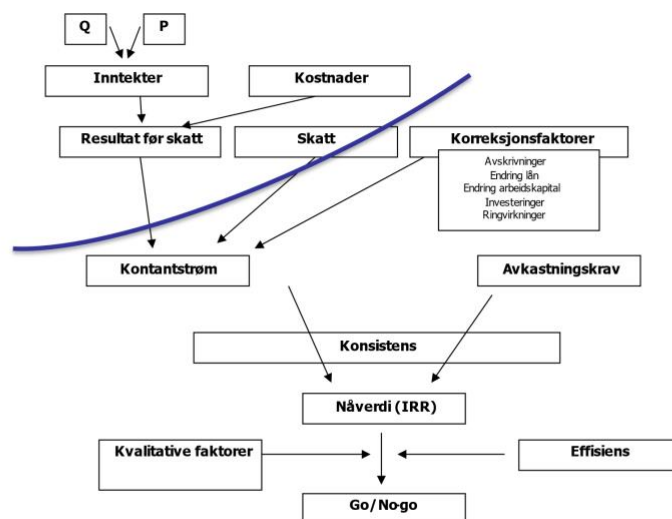 Q
P
Inntekter
Kostnader
Resultat før skatt
Skatt
Korreksjonsfaktorer
Avskrivninger
Endring lån
Endring arbeidskapital
Investeringer
Ringvirkninger
Kontantstrøm
Avkastningskrav
Konsistens
Nåverdi (IRR)
Kvalitative faktorer
Effisiens
Go/No-go